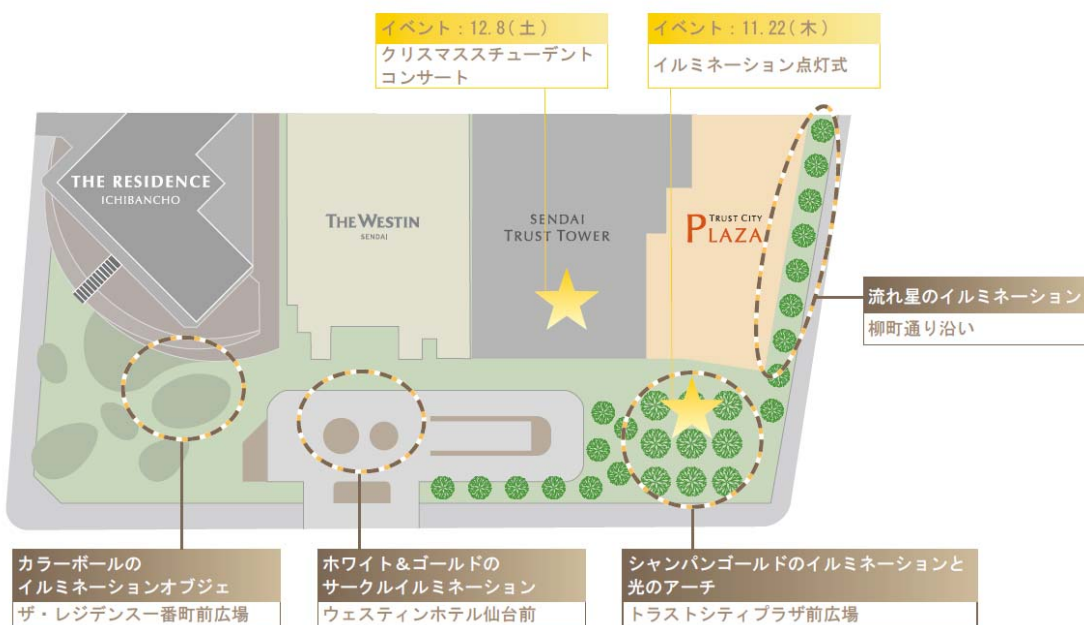 イベント：12.8(土)
クリスマススチューデント
コンサート
イベント：11.22(木)
イルミネーション点灯式
THE RESIDENCE
ICHIBANCHO
THE WESTIN
SENDAI
SENDAI
TRUST TOWER
TRUST CITY
PLAZA
流れ星のイルミネーション
柳町通り沿い
カラーボールの
イルミネーションオブジェ
ザ・レジデンス一番町前広場
ホワイト&ゴールドの
サークルイルミネーション
ウェスティンホテル仙台前
シャンパンゴールドのイルミネーションと
光のアーチ
トラストシティプラザ前広場